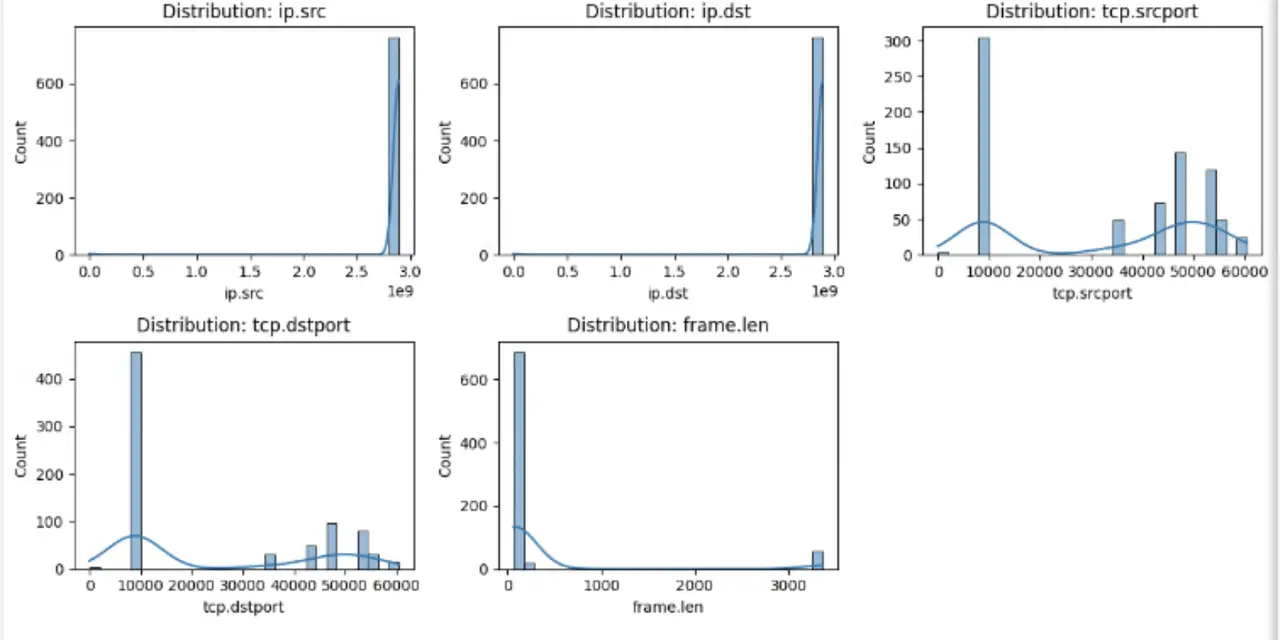 Distribution: ip.src
Count
600
400
200
0
0.0 0.5 1.0 1.5 2.0 2.5 3.0
1e9
ip.src
Distribution: ip.dst
Count
600
400
200
0
0.0 0.5 1.0 1.5 2.0 2.5 3.0
1e9
ip.dst
Distribution: tcp.srcport
Count
300
250
200
150
100
50
0
0 10000 20000 30000 40000 50000 60000
tcp.srcport
Distribution: tcp.dstport
Count
400
300
200
100
0
0 10000 20000 30000 40000 50000 60000
tcp.dstport
Distribution: frame.len
Count
600
400
200
0
0 1000 2000 3000
frame.len